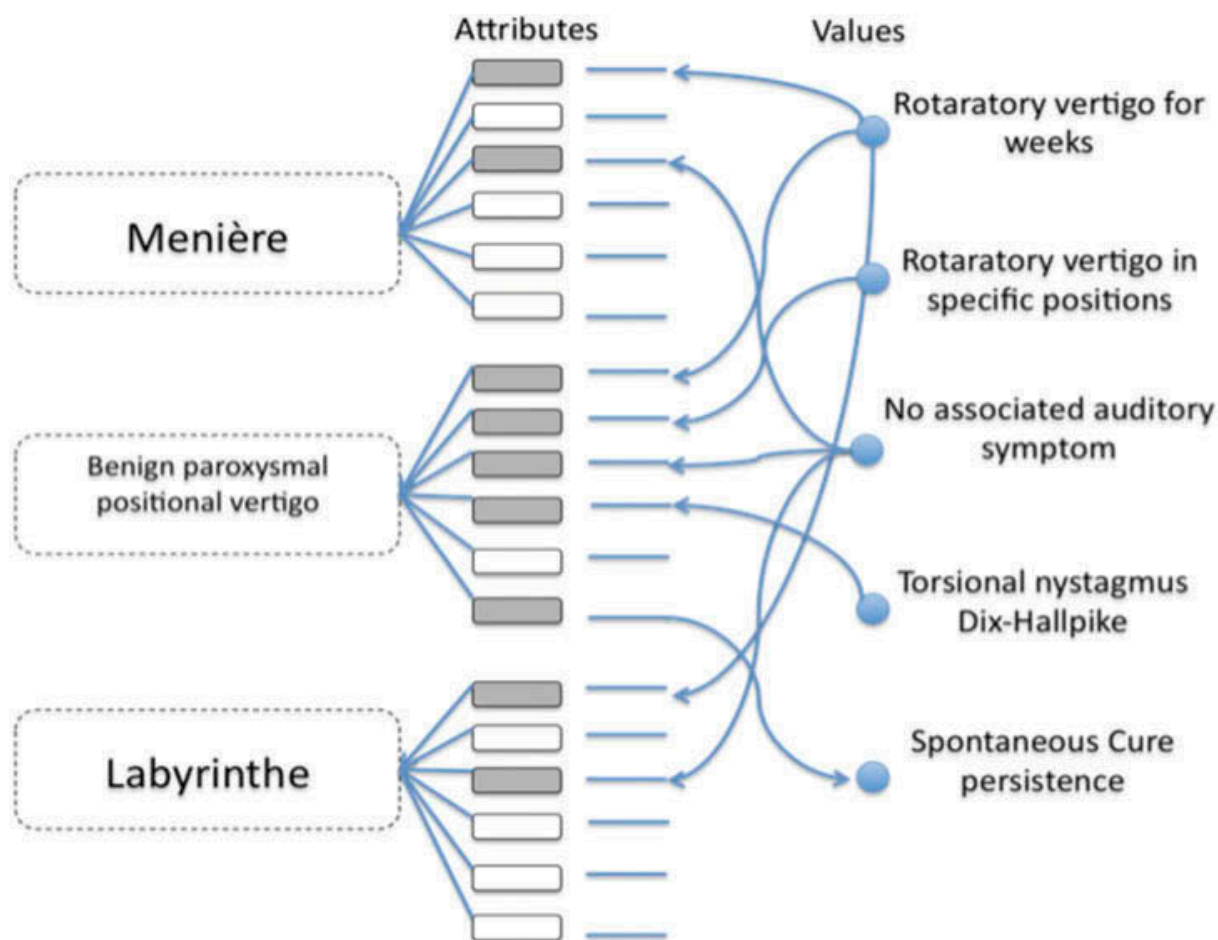 Attributes
Values
Rotaratory vertigo for
weeks
Menière
Rotaratory vertigo in
specific positions
No associated auditory
symptom
Benign paroxysmal
positional vertigo
Torsional nystagmus
Dix-Hallpike
Labyrinthe
Spontaneous Cure
persistence